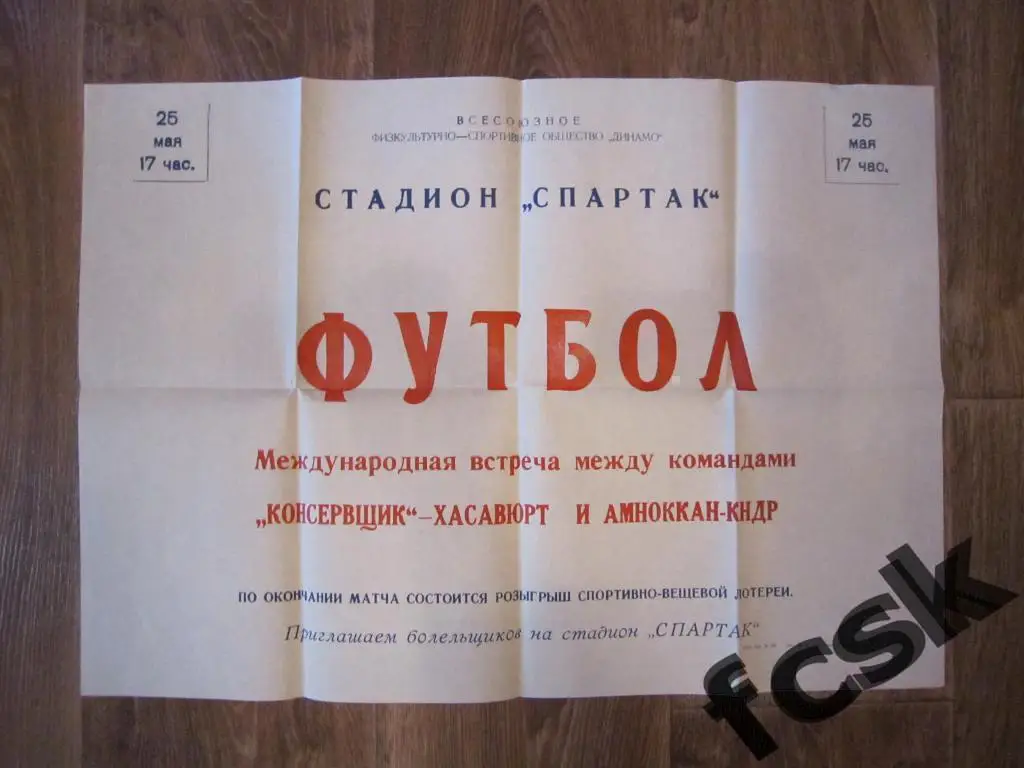 25
мая
17 час.
25
мая
17 час.
ВСЕСОЮЗНОЕ
ФИЗКУЛЬТУРНО—СПОРТИВНОЕ ОБЩЕСТВО „ДИНАМО"
СТАДИОН „СПАРТАК"
ФУТБОЛ
Международная встреча между командами
„КОНСЕРВЩИК"–ХАСАВЮРТ И АМНОККАН-КНДР
ПО ОКОНЧАНИИ МАТЧА СОСТОИТСЯ РОЗЫГРЫШ СПОРТИВНО-ВЕЩЕВОЙ ЛОТЕРЕИ.
Приглашаем болельщиков на стадион „СПАРТАК"
fcsk